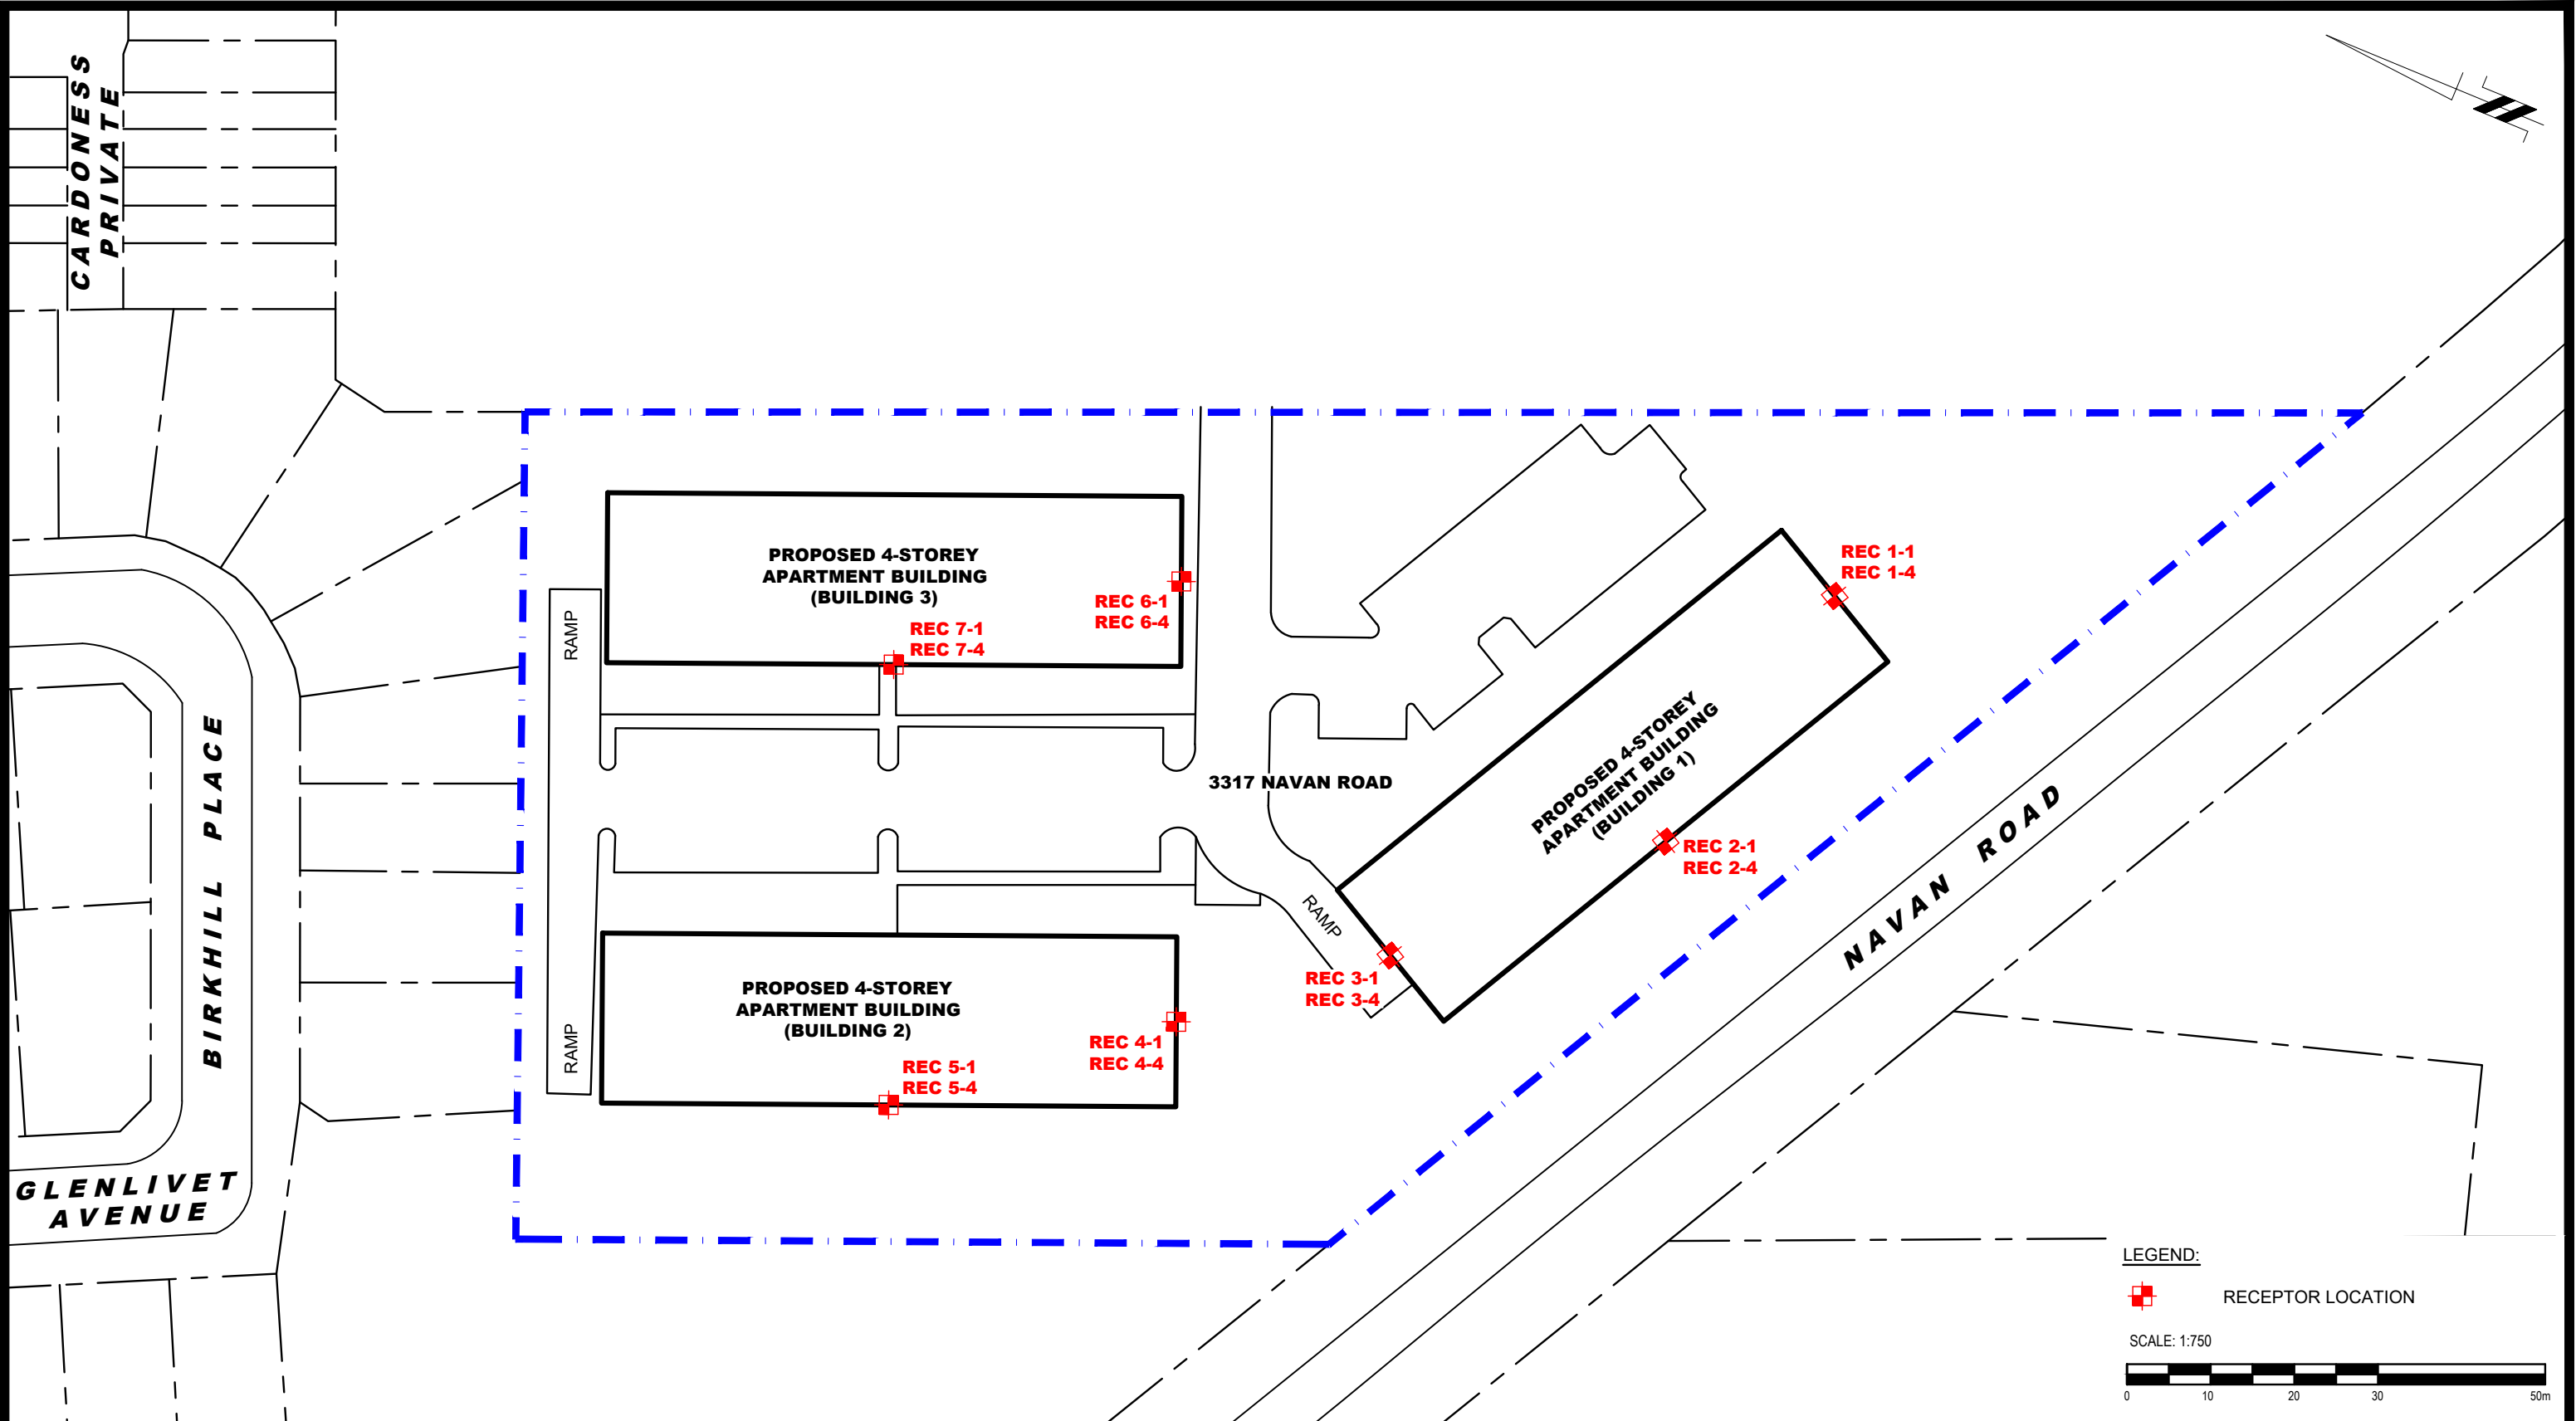 CARDONESS
PRIVATE
PROPOSED 4-STOREY
APARTMENT BUILDING
(BUILDING 3)
REC 6-1
REC 6-4
REC 7-1
REC 7-4
RAMP
REC 1-1
REC 1-4
PROPOSED 4-STOREY
APARTMENT BUILDING
(BUILDING 1)
3317 NAVAN ROAD
REC 2-1
REC 2-4
RAMP
REC 3-1
REC 3-4
NAVAN ROAD
BIRKHILL PLACE
PROPOSED 4-STOREY
APARTMENT BUILDING
(BUILDING 2)
RAMP
REC 4-1
REC 4-4
REC 5-1
REC 5-4
GLENLIVET
AVENUE
LEGEND:
RECEPTOR LOCATION
SCALE: 1:750
0 10 20 30 50m